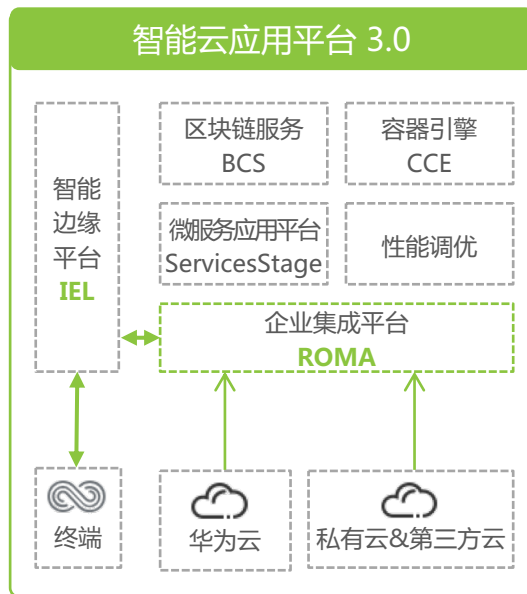 智能云应用平台 3.0
智能
边缘
平台
IEL
区块链服务
BCS
容器引擎
CCE
微服务应用平台
ServicesStage
性能调优
企业集成平台
ROMA
终端
华为云
私有云&第三方云